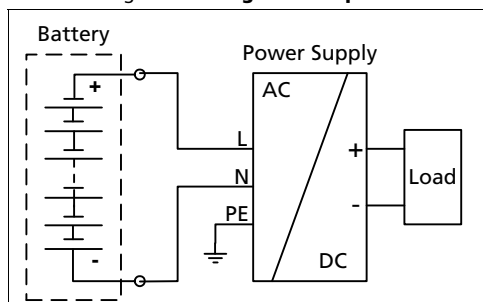 Battery
Power Supply
+
AC
L
N
PE
+
-
Load
-
DC